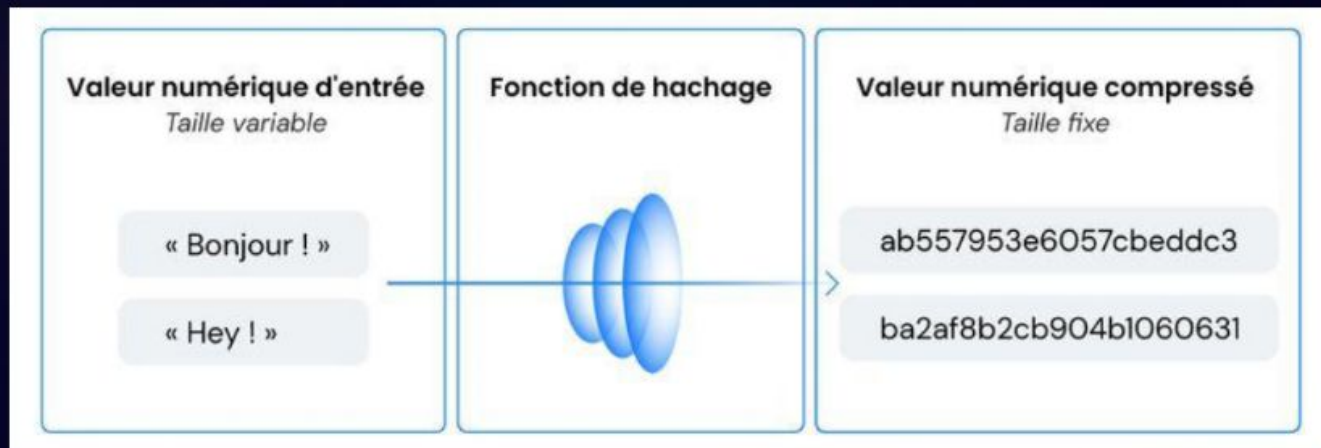 Valeur numérique d'entrée
Taille variable
« Bonjour ! »
« Hey ! »
Fonction de hachage
Valeur numérique compressé
Taille fixe
ab557953e6057cbeddc3
ba2af8b2cb904b1060631